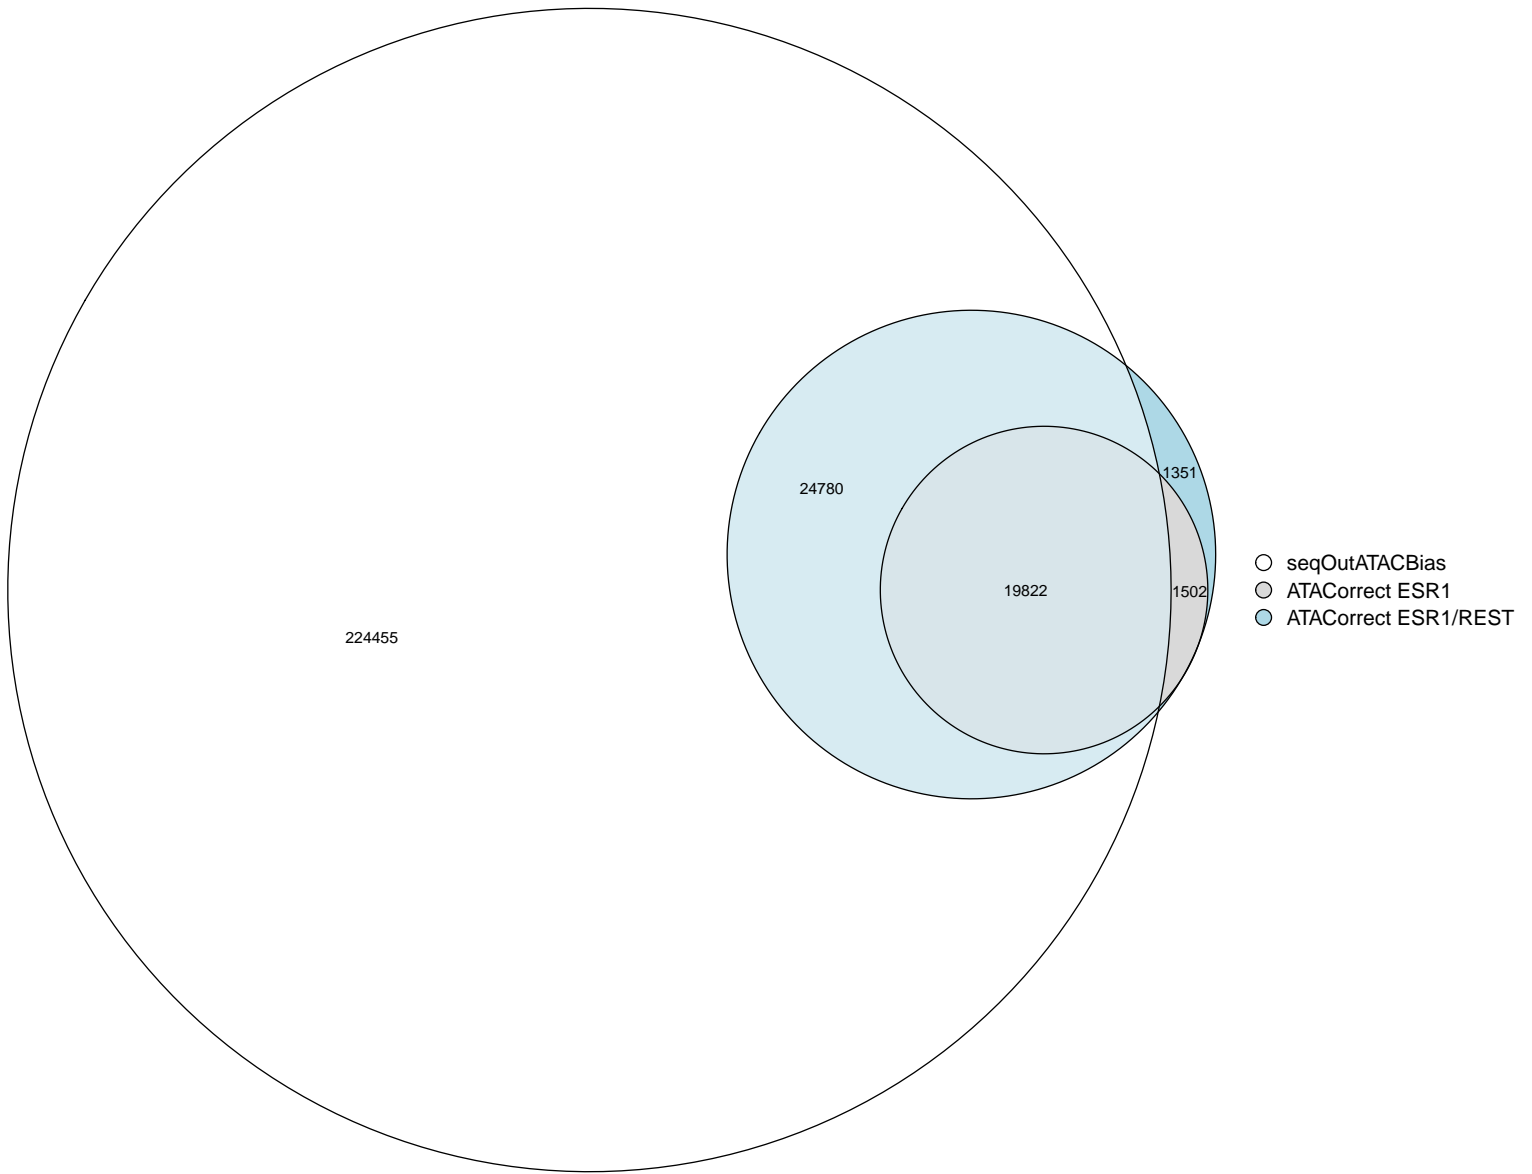 1351
24780
19822
1502
224455
seqOutATACBias
ATACorrect ESR1
ATACorrect ESR1/REST